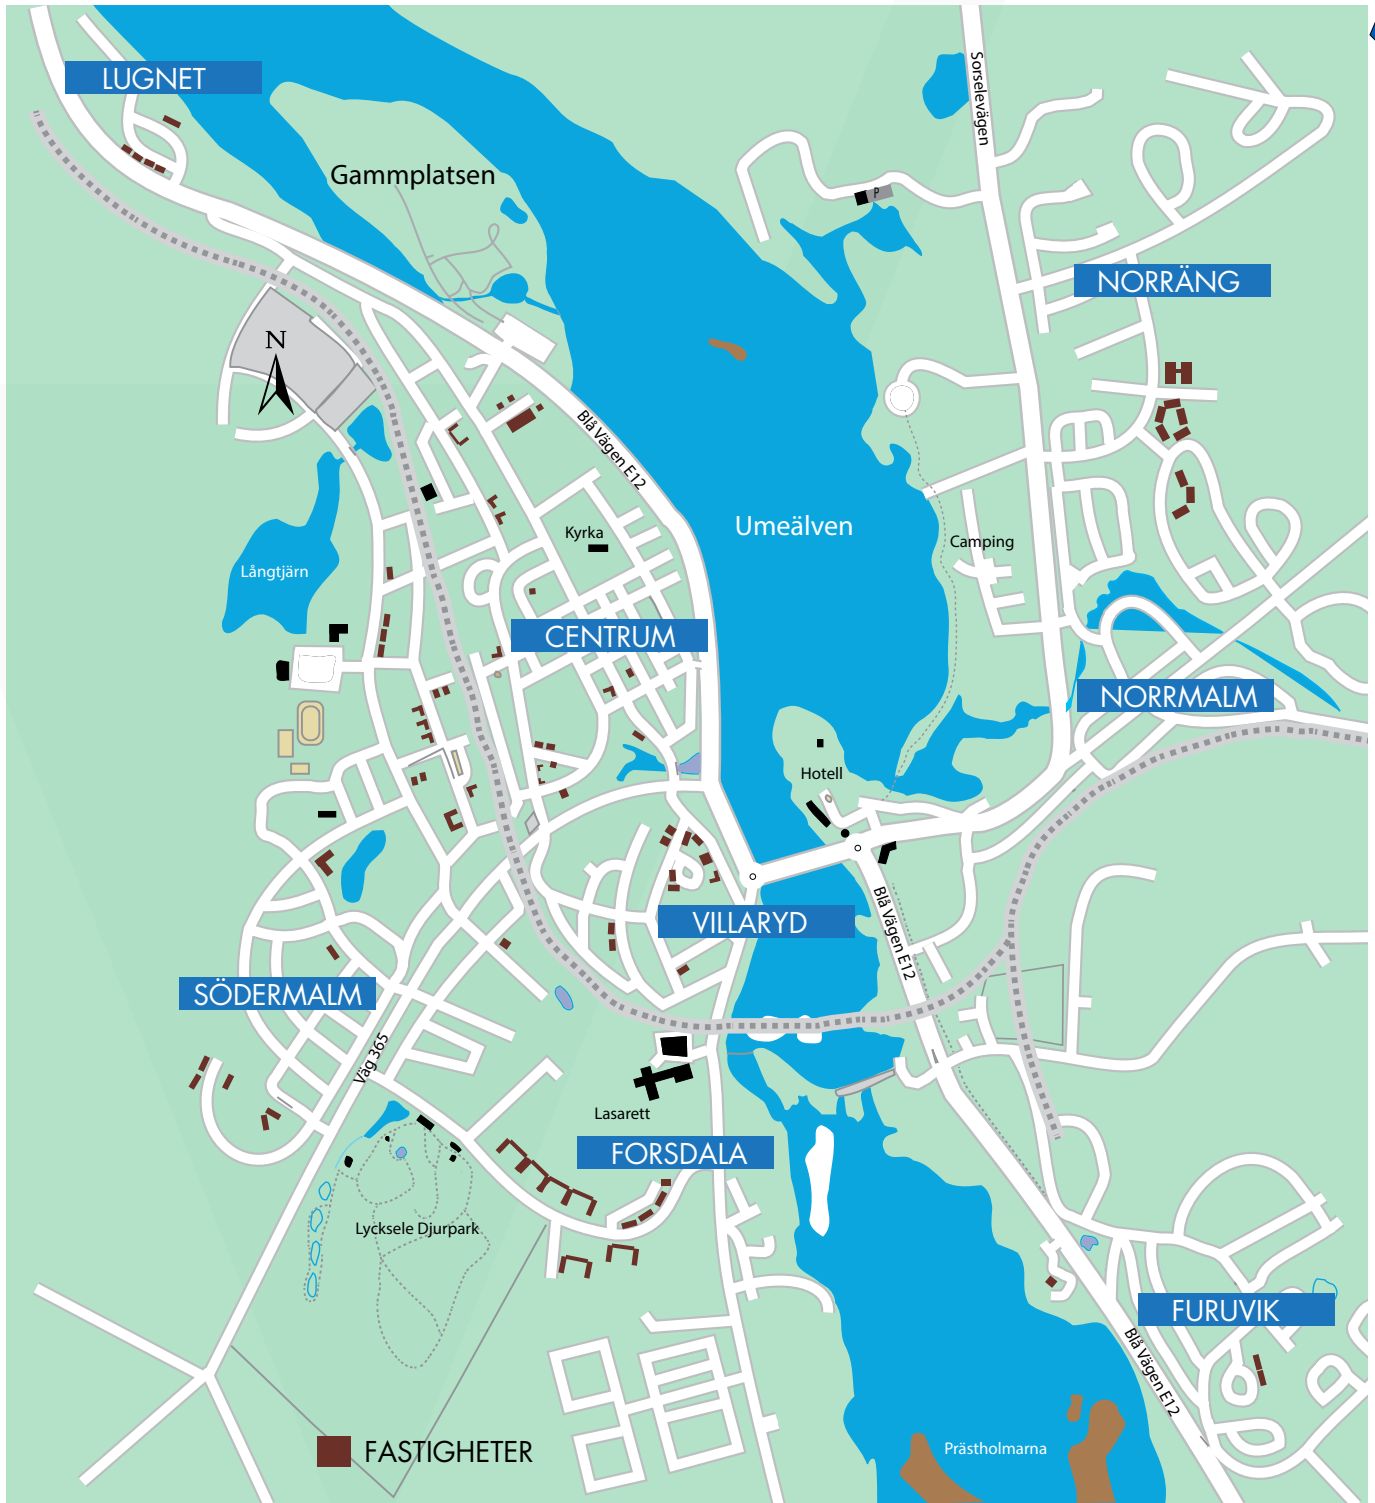 LUGNET
Sorselevägen
Gammplatsen
P
NORRÄNG
N
Blå Vägen E12
Umeälven
Kyrka
Camping
Långtjärn
CENTRUM
NORRMALM
Hotell
Blå Vägen E12
VILLARYD
SÖDERMALM
Väg 365
Lasarett
FORSDALA
Lycksele Djurpark
FURUVIK
Blå Vägen E12
FASTIGHETER
Prästholmarna